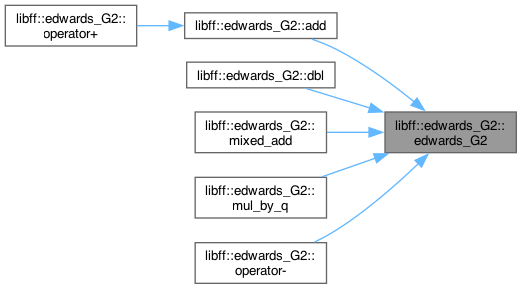 libff::edwards_G2::
operator+
libff::edwards_G2::add
libff::edwards_G2::dbl
libff::edwards_G2::
mixed_add
libff::edwards_G2::
mul_by_q
libff::edwards_G2::
operator-
libff::edwards_G2::
edwards_G2